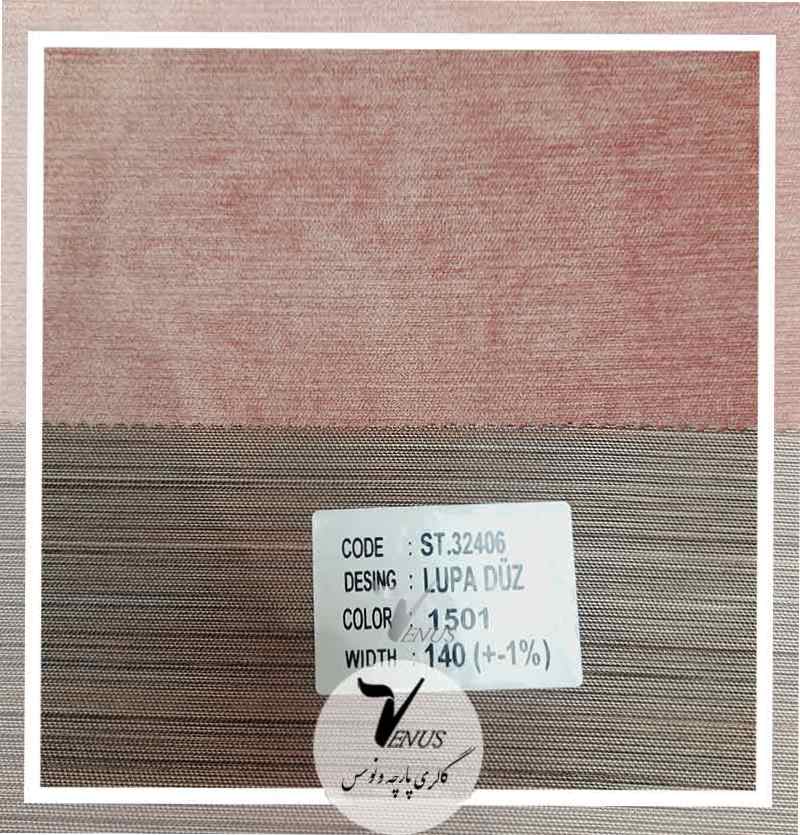 CODE : ST.32406
DESING : LUPA DÜZ
COLOR : 1501
VENUS
WIDTH : 140 (+-1%)
VENUS
گالری پارچه ونوس